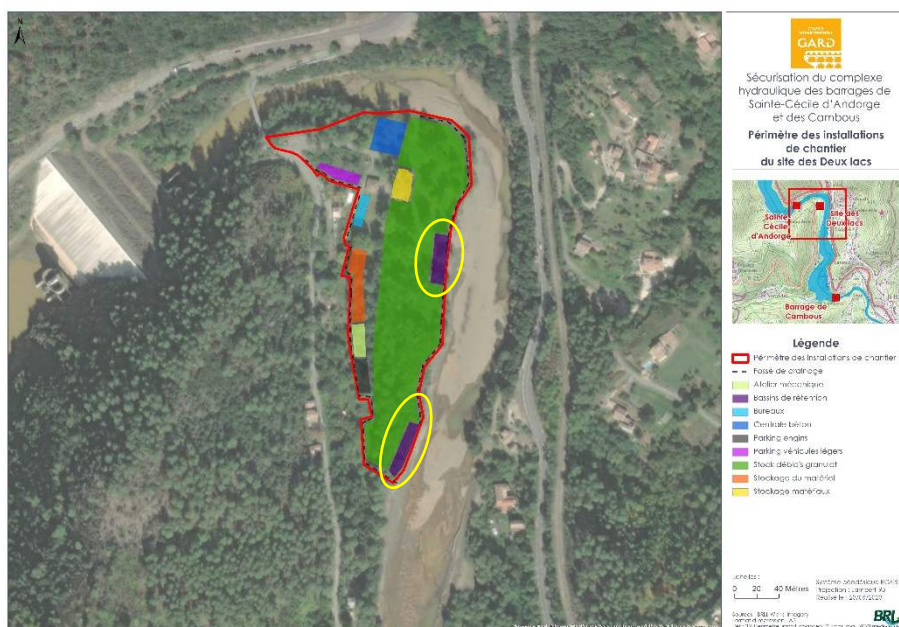 N
GARD
Sécurisation du complexe
hydraulique des barrages de
Sainte-Cécile d'Andorge
et des Cambous
Périmètre des installations
de chantier
du site des Deux lacs
Sainte
Cécile
d'Andorge
Site des
Deux lacs
Barrage de
Cambous
Légende
Périmètre des installations de chantier
Fossé de drainage
Atelier mécanique
Bassins de rétention
Bureaux
Centrale béton
Parking engins
Parking véhicules légers
Stock déblais granulat
Stockage du matériel
Stockage matériaux
0 20 40 Mètres
Projection : Lambert 93
BRL